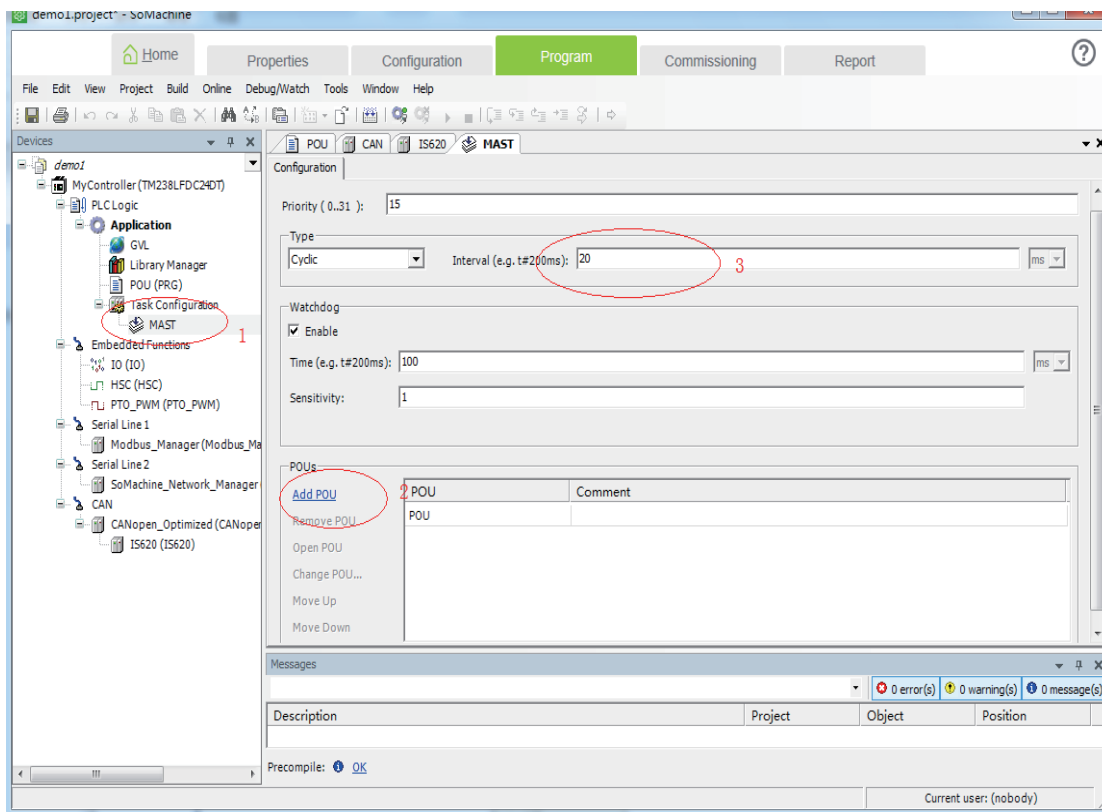 demo1.project* - SoMachine
Home
Properties
Configuration
Program
Commissioning
Report
?
File Edit View Project Build Online Debug/Watch Tools Window Help
Devices
demo1
MyController (TM238LFDC24DT)
PLC Logic
Application
GVL
Library Manager
POU (PRG)
Task Configuration
MAST
1
Embedded Functions
IO (IO)
HSC (HSC)
PTO_PWM (PTO_PWM)
Serial Line 1
Modbus_Manager (Modbus_Ma
Serial Line 2
SoMachine_Network_Manager
CAN
CANopen_Optimized (CANoper
IS620 (IS620)
POU CAN IS620 MAST
Configuration
Priority ( 0..31 ): 15
Type
Cyclic Interval (e.g. t#200ms): 20 3 ms
Watchdog
Enable
Time (e.g. t#200ms): 100 ms
Sensitivity: 1
POUs
Add POU
Remove POU
Open POU
Change POU...
Move Up
Move Down
2
POU Comment
POU
Messages
0 error(s) 0 warning(s) 0 message(s)
Description Project Object Position
Precompile: OK
Current user: (nobody)